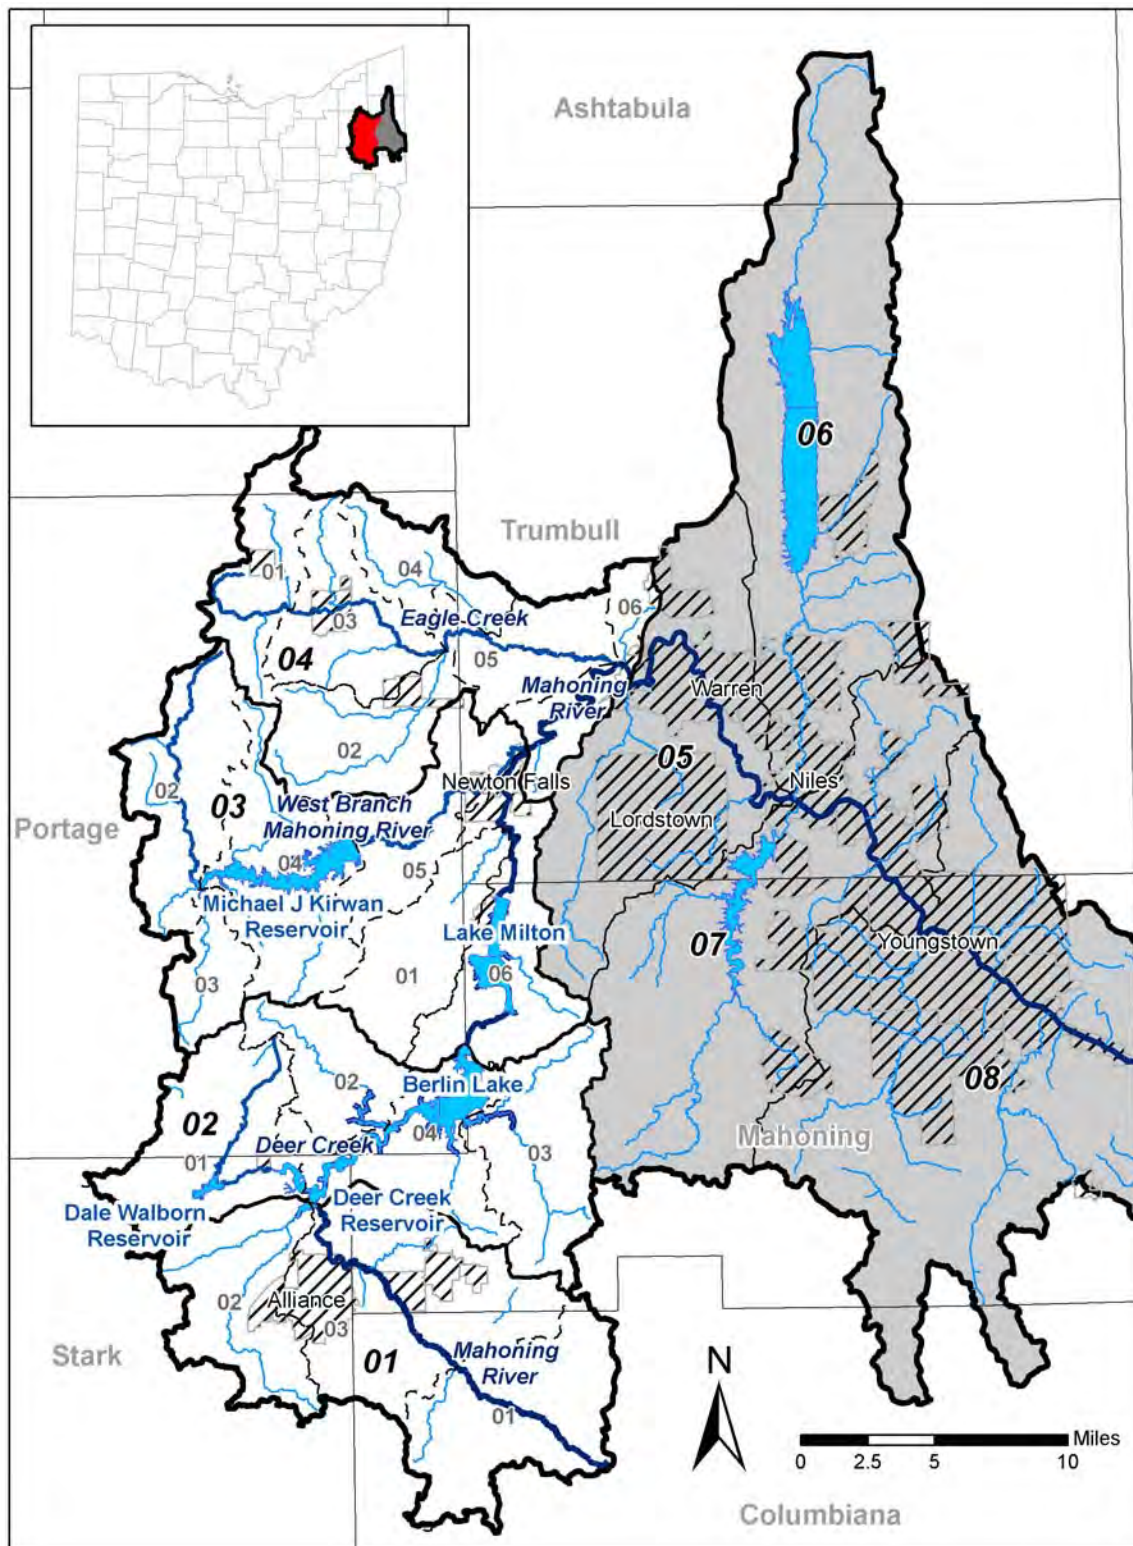 Ashtabula
06
Trumbull
01
04
06
03
Eagle Creek
04
05
Mahoning
River
Warren
02
05
02
03
Newton Falls
Niles
West Branch
Mahoning River
Lordstown
Portage
04
05
Michael J Kirwan
Reservoir
Lake Milton
07
Youngstown
03
01
06
02
Berlin Lake
08
02
04
Mahoning
Deer Creek
03
01
Dale Walborn
Reservoir
Deer Creek
Reservoir
02
Alliance
03
Stark
01
Mahoning
River
01
N
Miles
0 2.5 5 10
Columbiana